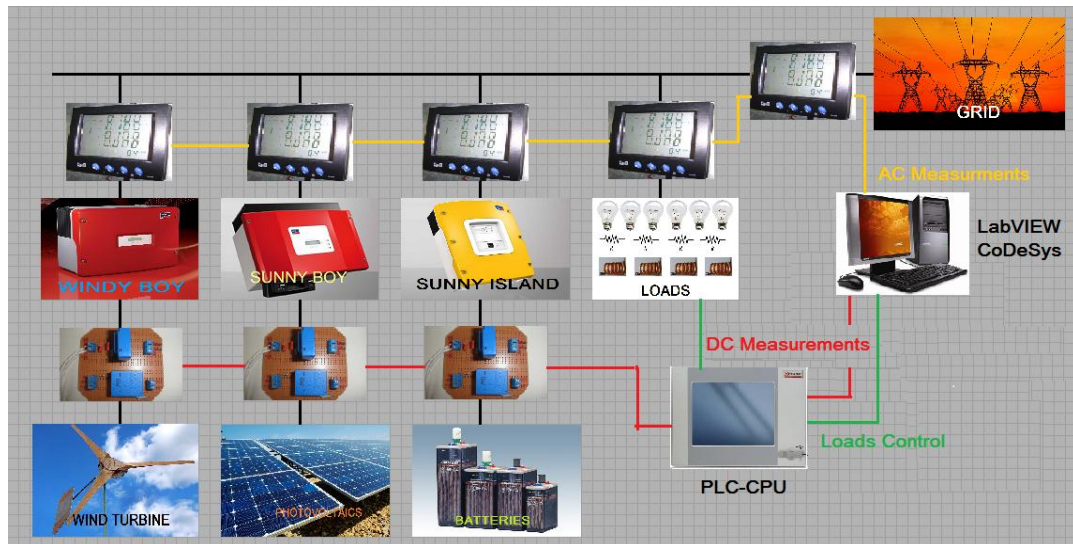 GRID
AC Measurments
WINDY BOY
SUNNY BOY
SUNNY ISLAND
LOADS
LabVIEW
CoDeSys
DC Measurements
Loads Control
PLC-CPU
WIND TURBINE
PHOTOVOLTAICS
BATTERIES